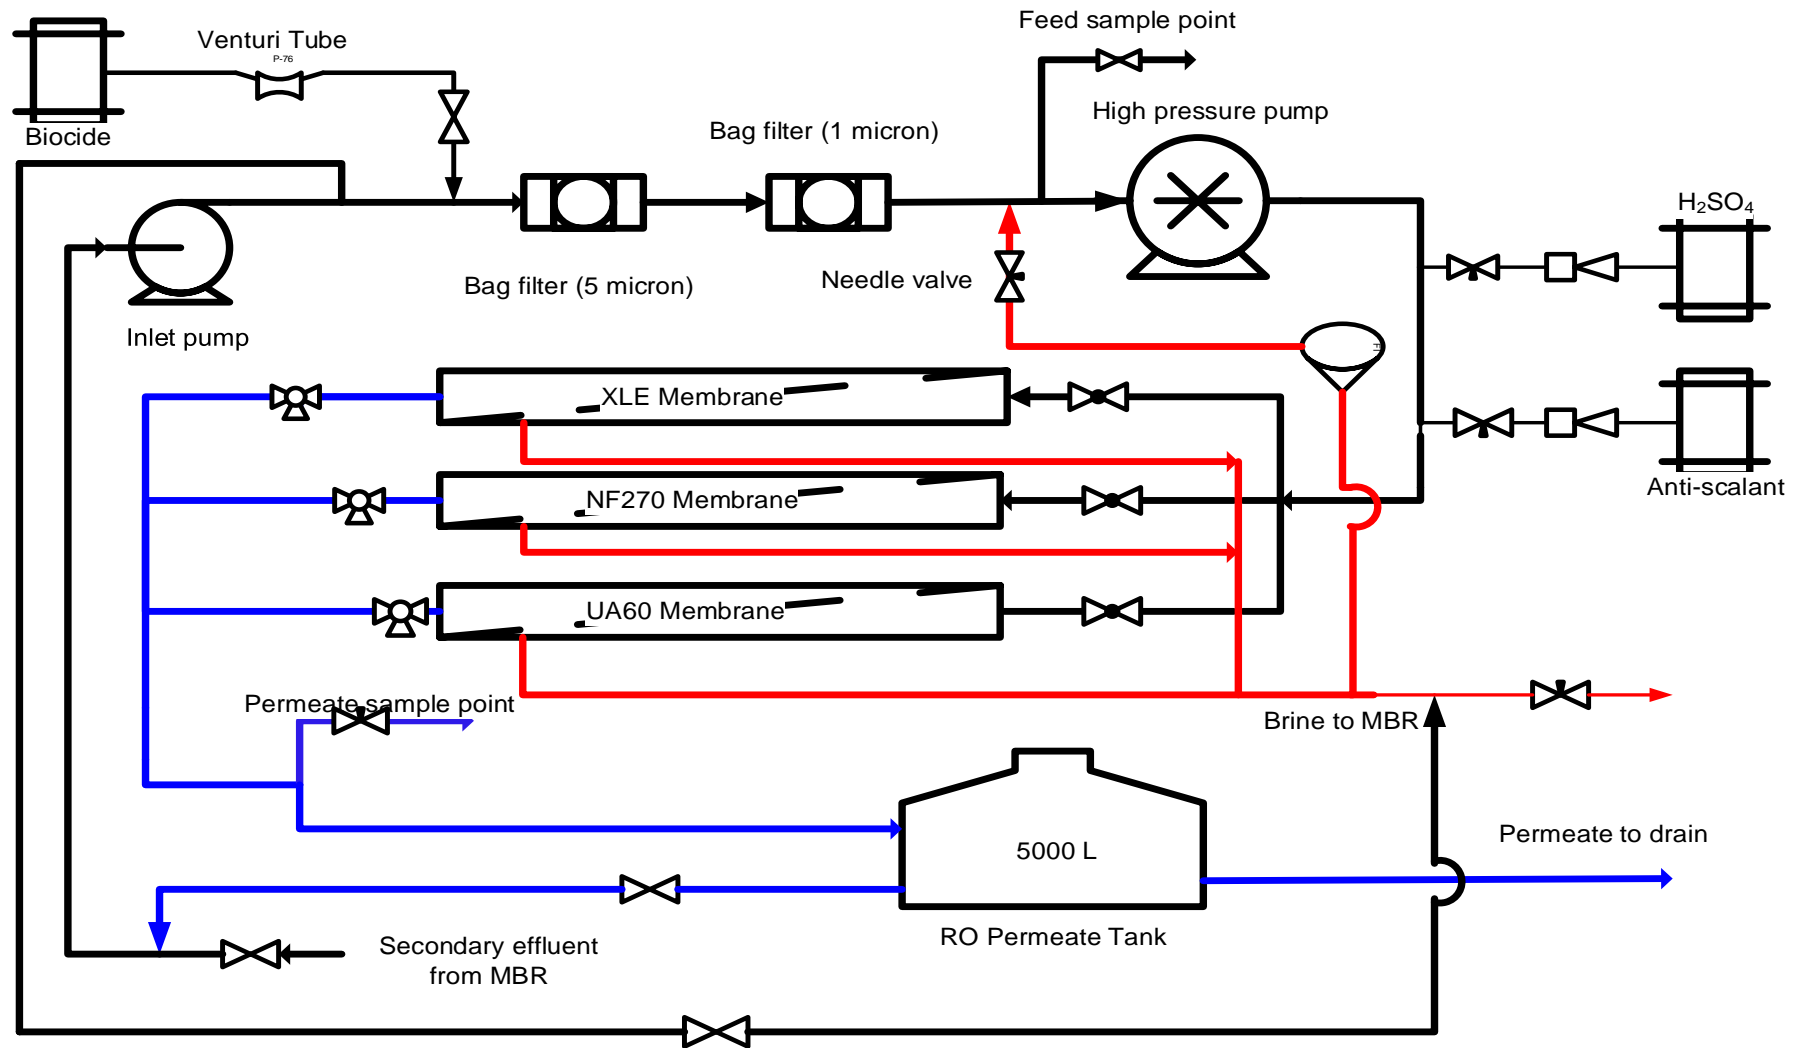 Feed sample point
Venturi Tube
P-76
High pressure pump
Biocide
Bag filter (1 micron)
H₂SO₄
Needle valve
Bag filter (5 micron)
Inlet pump
FI
XLE Membrane
NF270 Membrane
Anti-scalant
UA60 Membrane
Permeate sample point
Brine to MBR
5000 L
Permeate to drain
RO Permeate Tank
Secondary effluent
from MBR